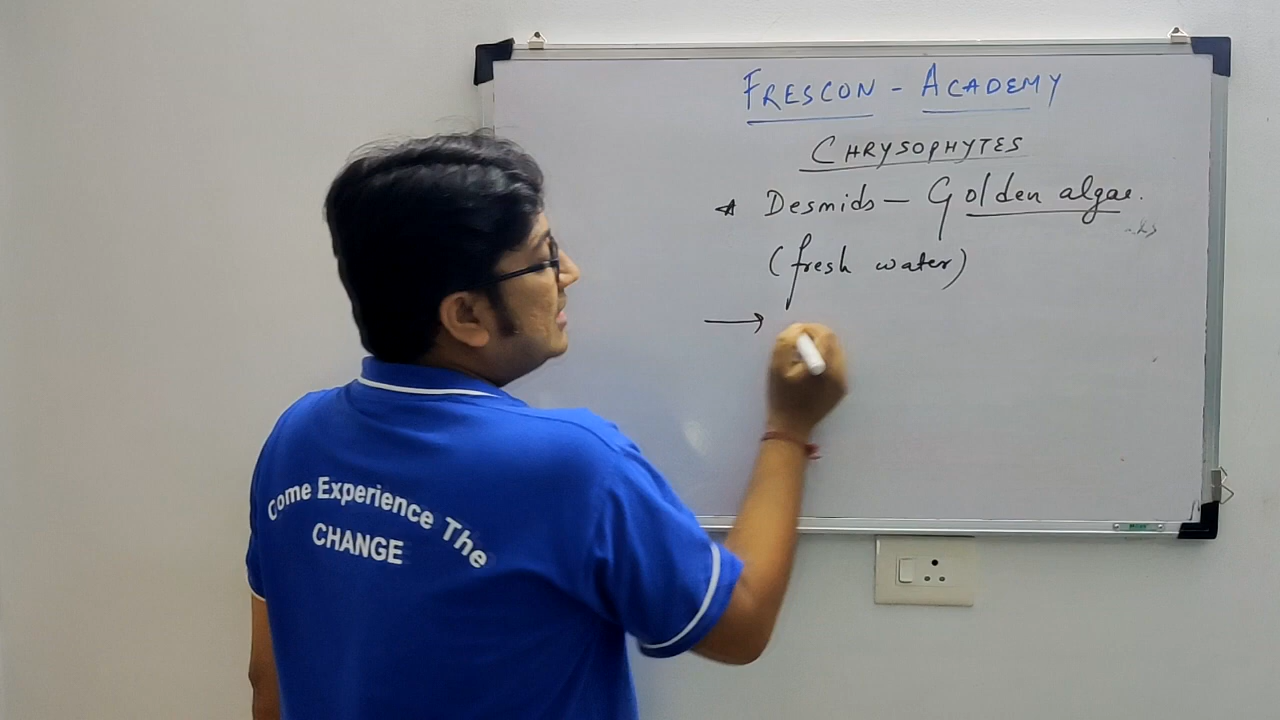 FRESCON - ACADEMY
CHRYSOPHYTES
* Desmids — Golden algae.
(fresh water)
→
Come Experience The
CHANGE